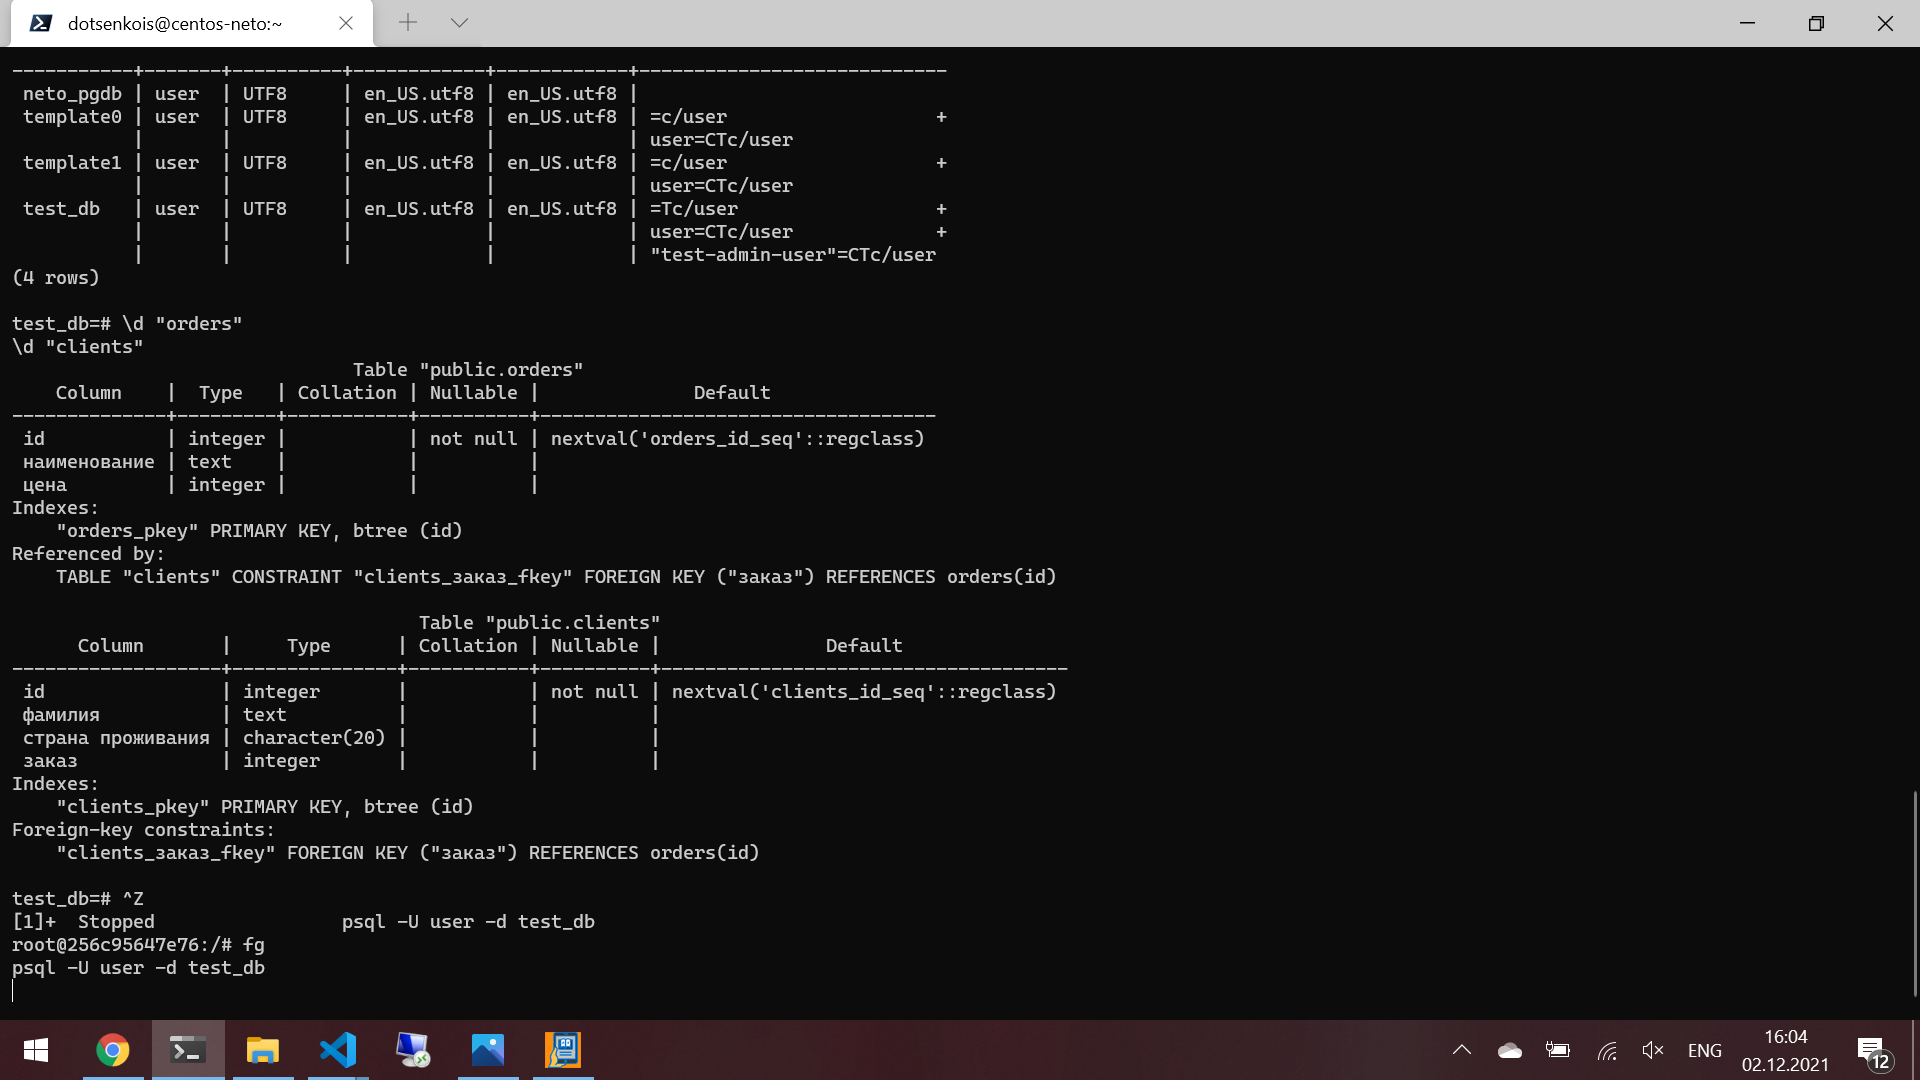 dotsenkois@centos-neto:~
-----------+-------+----------+------------+------------+----------------------------
 neto_pgdb | user  | UTF8     | en_US.utf8 | en_US.utf8 |
 template0 | user  | UTF8     | en_US.utf8 | en_US.utf8 | =c/user                   +
           |       |          |            |            | user=CTc/user
 template1 | user  | UTF8     | en_US.utf8 | en_US.utf8 | =c/user                   +
           |       |          |            |            | user=CTc/user
 test_db   | user  | UTF8     | en_US.utf8 | en_US.utf8 | =Tc/user                  +
           |       |          |            |            | user=CTc/user             +
           |       |          |            |            | "test-admin-user"=CTc/user
(4 rows)
test_db=# \d "orders"
\d "clients"
                               Table "public.orders"
    Column    |  Type   | Collation | Nullable |              Default
--------------+---------+-----------+----------+------------------------------------
 id           | integer |           | not null | nextval('orders_id_seq'::regclass)
 наименование | text    |           |          |
 цена         | integer |           |          |
Indexes:
    "orders_pkey" PRIMARY KEY, btree (id)
Referenced by:
    TABLE "clients" CONSTRAINT "clients_заказ_fkey" FOREIGN KEY ("заказ") REFERENCES orders(id)
                                     Table "public.clients"
      Column       |     Type      | Collation | Nullable |               Default
-------------------+---------------+-----------+----------+-------------------------------------
 id                | integer       |           | not null | nextval('clients_id_seq'::regclass)
 фамилия           | text          |           |          |
 страна проживания | character(20) |           |          |
 заказ             | integer       |           |          |
Indexes:
    "clients_pkey" PRIMARY KEY, btree (id)
Foreign-key constraints:
    "clients_заказ_fkey" FOREIGN KEY ("заказ") REFERENCES orders(id)
test_db=# ^Z
[1]+  Stopped                 psql -U user -d test_db
root@256c95647e76:/# fg
psql -U user -d test_db
ENG
16:04
02.12.2021
12